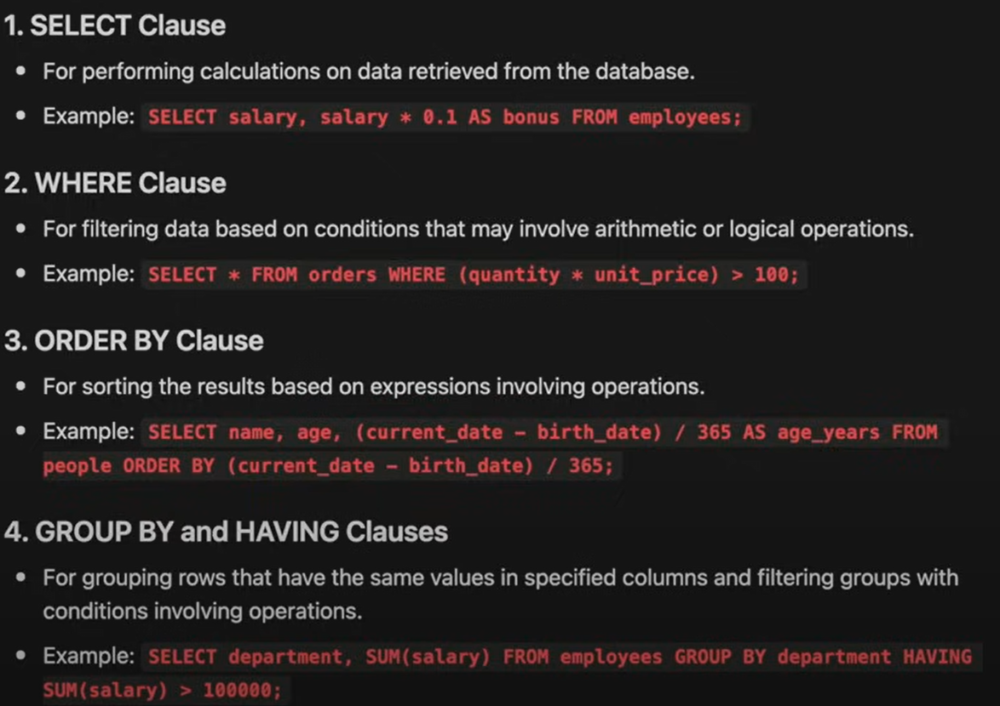 1. SELECT Clause
• For performing calculations on data retrieved from the database.
• Example: SELECT salary, salary * 0.1 AS bonus FROM employees;
2. WHERE Clause
• For filtering data based on conditions that may involve arithmetic or logical operations.
• Example: SELECT * FROM orders WHERE (quantity * unit_price) > 100;
3. ORDER BY Clause
• For sorting the results based on expressions involving operations.
• Example: SELECT name, age, (current_date – birth_date) / 365 AS age_years FROM
people ORDER BY (current_date – birth_date) / 365;
4. GROUP BY and HAVING Clauses
• For grouping rows that have the same values in specified columns and filtering groups with
conditions involving operations.
• Example: SELECT department, SUM(salary) FROM employees GROUP BY department HAVING
SUM(salary) > 100000;